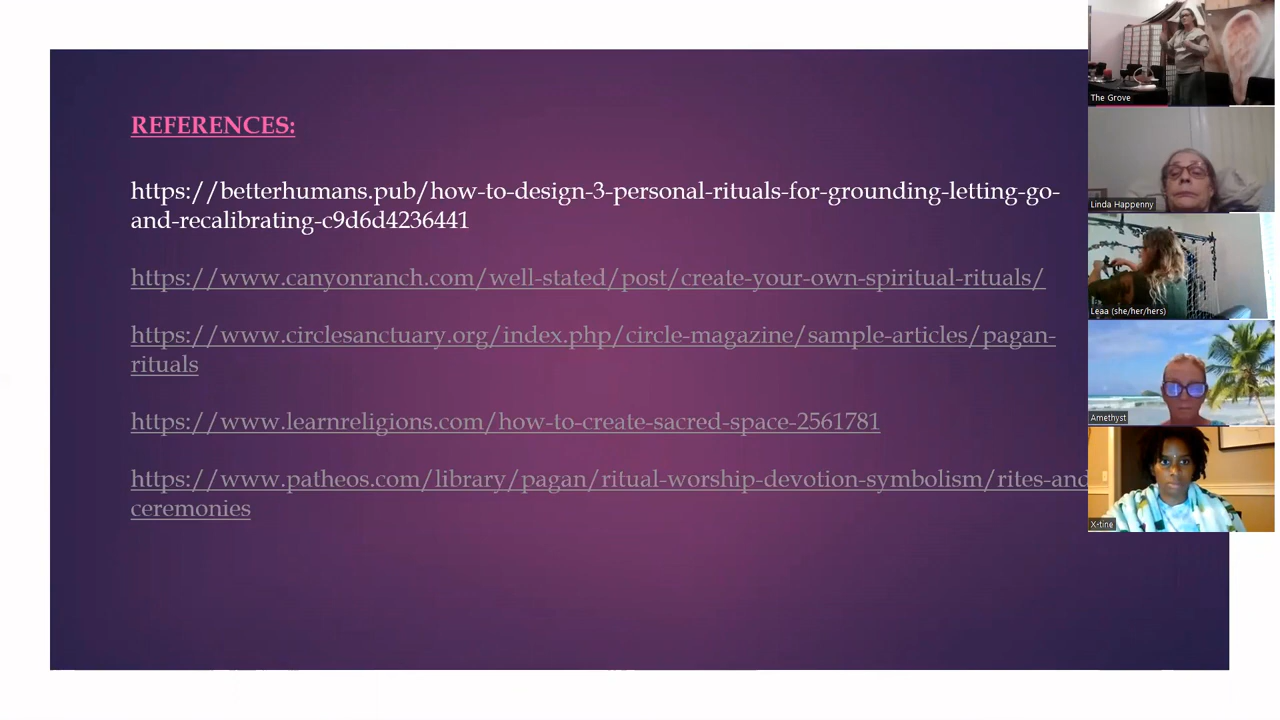 REFERENCES:
https://betterhumans.pub/how-to-design-3-personal-rituals-for-grounding-letting-go-
and-recalibrating-c9d6d4236441
https://www.canyonranch.com/well-stated/post/create-your-own-spiritual-rituals/
https://www.circlesanctuary.org/index.php/circle-magazine/sample-articles/pagan-
rituals
https://www.learnreligions.com/how-to-create-sacred-space-2561781
https://www.patheos.com/library/pagan/ritual-worship-devotion-symbolism/rites-and
ceremonies
The Grove
Linda Happenny
Leaa (she/her/hers)
Amethyst
X-tine